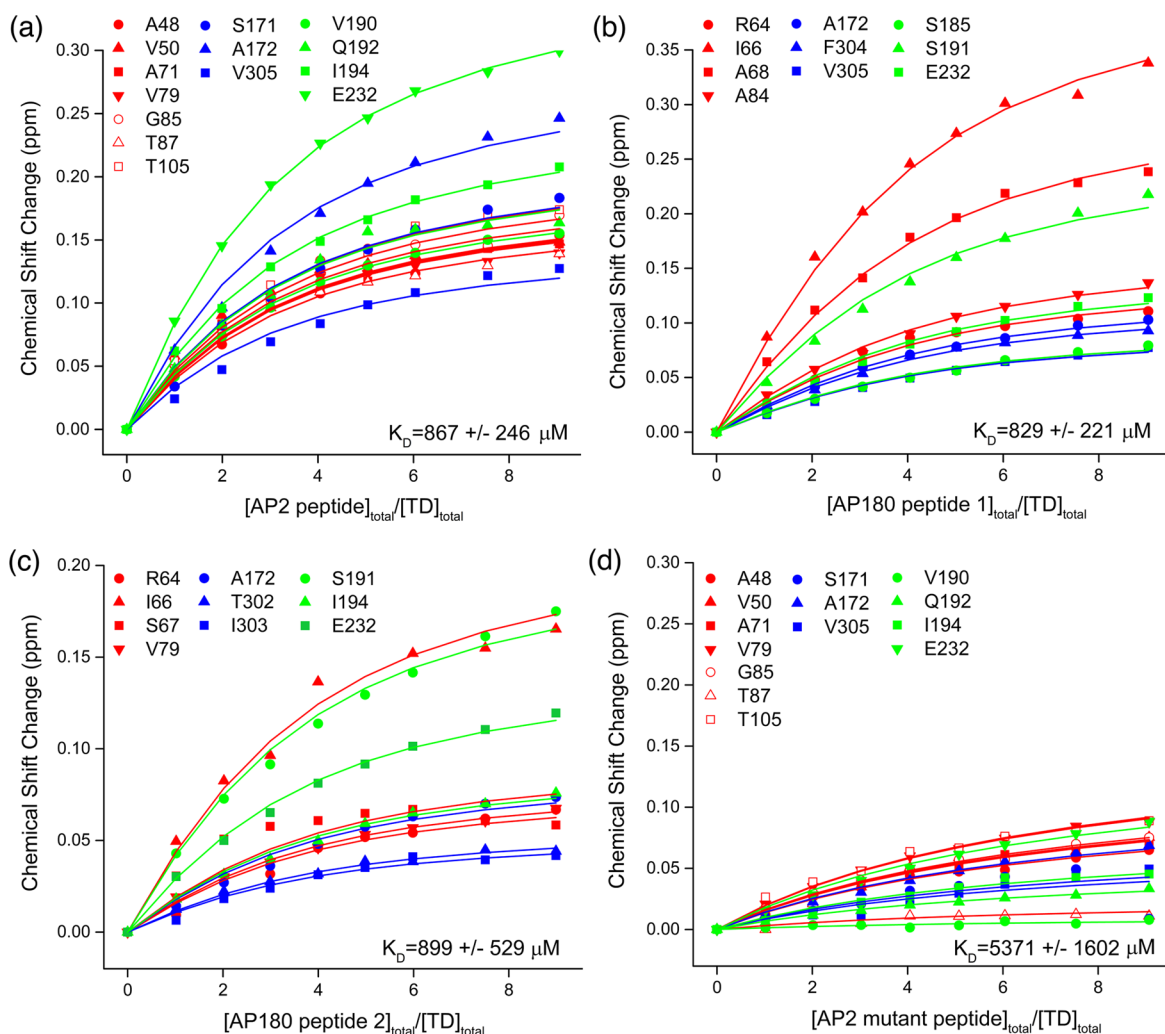 (a)
A48 S171 V190
V50 A172 Q192
A71 V305 I194
V79 E232
G85
T87
T105
0.30
0.25
0.20
0.15
0.10
0.05
0.00
Chemical Shift Change (ppm)
K_D=867 +/- 246 μM
0 2 4 6 8
[AP2 peptide]total/[TD]total
(b)
R64 A172 S185
I66 F304 S191
A68 V305 E232
A84
0.35
0.30
0.25
0.20
0.15
0.10
0.05
0.00
Chemical Shift Change (ppm)
K_D=829 +/- 221 μM
0 2 4 6 8
[AP180 peptide 1]total/[TD]total
(c)
R64 A172 S191
I66 T302 I194
S67 I303 E232
V79
0.20
0.15
0.10
0.05
0.00
Chemical Shift Change (ppm)
K_D=899 +/- 529 μM
0 2 4 6 8
[AP180 peptide 2]total/[TD]total
(d)
A48 S171 V190
V50 A172 Q192
A71 V305 I194
V79 E232
G85
T87
T105
0.30
0.25
0.20
0.15
0.10
0.05
0.00
Chemical Shift Change (ppm)
K_D=5371 +/- 1602 μM
0 2 4 6 8
[AP2 mutant peptide]total/[TD]total